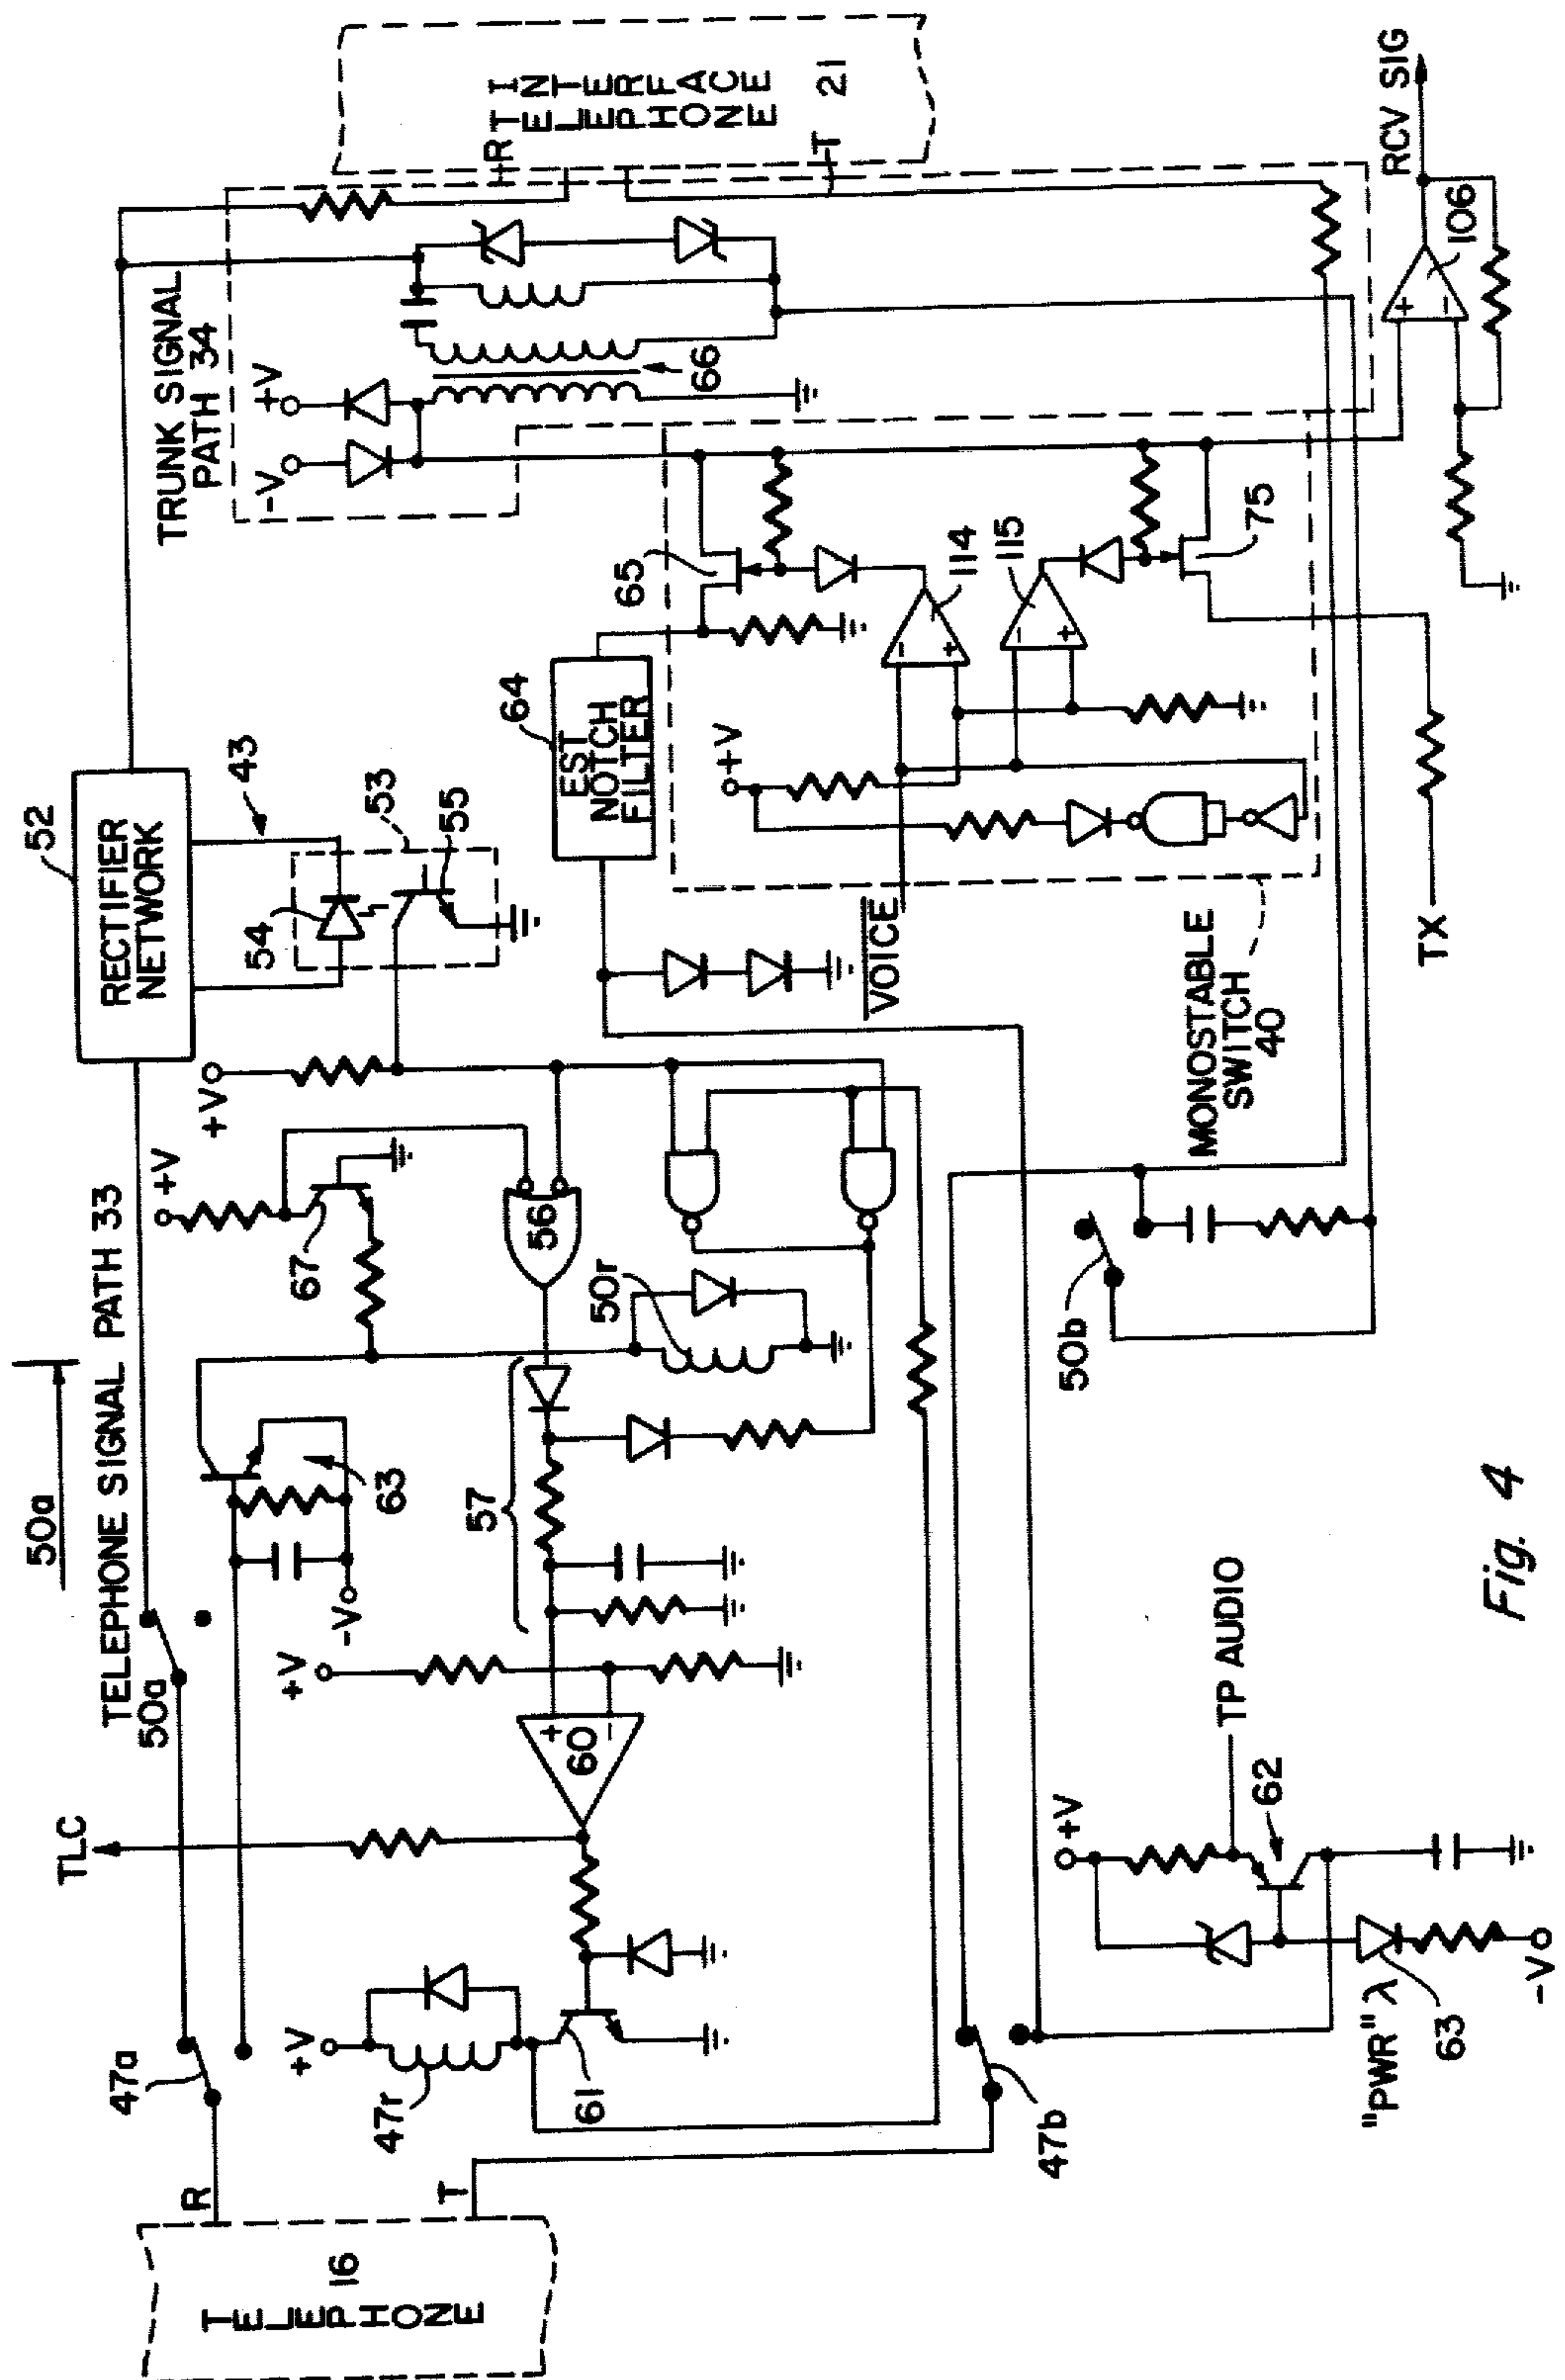 50a
TELEPHONE SIGNAL PATH 33
TLC
47a
50a
R
T
TELEPHONE
16
+V
47r
61
60
+
−
+V
57
-V
63
+V
67
56
50r
+V
52
RECTIFIER
NETWORK
43
53
54
55
TRUNK SIGNAL
PATH 34
-V
+V
66
R
T
TELEPHONE
INTERFACE
21
64
EST
NOTCH
FILTER
65
114
−
+
115
−
+
75
+V
VOICE
MONOSTABLE
SWITCH
40
TX
+
−
106
RCV SIG
50b
47b
+V
TP AUDIO
62
"PWR" λ
63
-V
Fig. 4